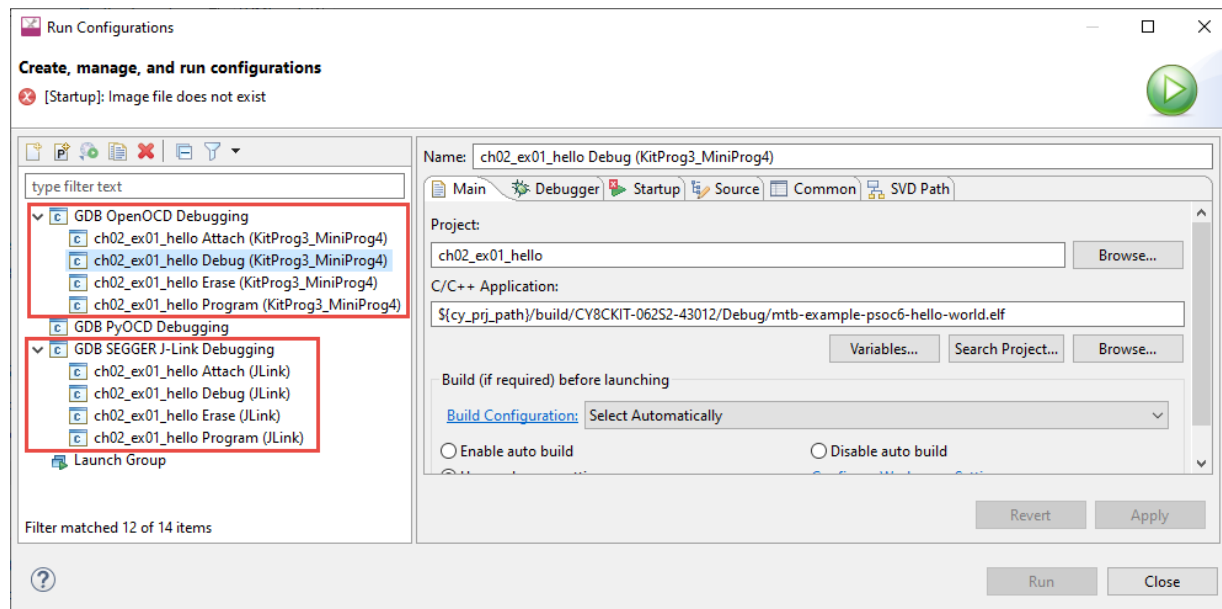 Run Configurations
Create, manage, and run configurations
[Startup]: Image file does not exist
type filter text
GDB OpenOCD Debugging
ch02_ex01_hello Attach (KitProg3_MiniProg4)
ch02_ex01_hello Debug (KitProg3_MiniProg4)
ch02_ex01_hello Erase (KitProg3_MiniProg4)
ch02_ex01_hello Program (KitProg3_MiniProg4)
GDB PyOCD Debugging
GDB SEGGER J-Link Debugging
ch02_ex01_hello Attach (JLink)
ch02_ex01_hello Debug (JLink)
ch02_ex01_hello Erase (JLink)
ch02_ex01_hello Program (JLink)
Launch Group
Filter matched 12 of 14 items
Name: ch02_ex01_hello Debug (KitProg3_MiniProg4)
Main Debugger Startup Source Common SVD Path
Project:
ch02_ex01_hello Browse...
C/C++ Application:
${cy_prj_path}/build/CY8CKIT-062S2-43012/Debug/mtb-example-psoc6-hello-world.elf
Variables... Search Project... Browse...
Build (if required) before launching
Build Configuration: Select Automatically
Enable auto build Disable auto build
Revert Apply
Run Close